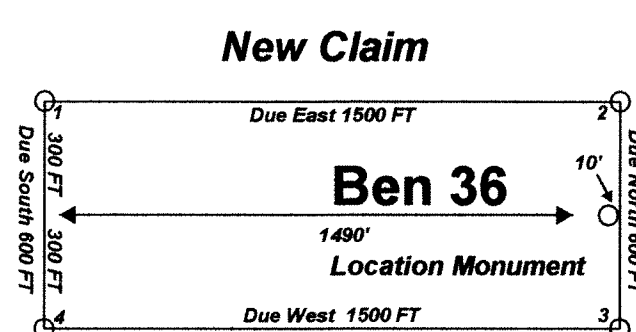 New Claim
1
Due East 1500 FT
2
Due South 600 FT
300 FT
300 FT
Ben 36
10'
Due North 600 FT
1490'
Location Monument
4
Due West 1500 FT
3